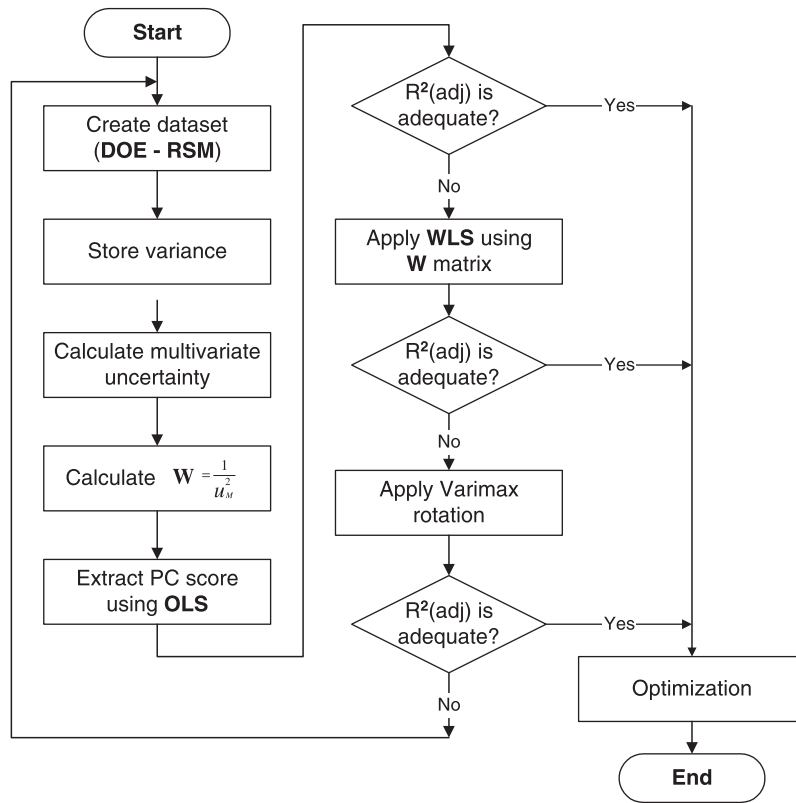 Start
Create dataset
(DOE - RSM)
Store variance
Calculate multivariate
uncertainty
Calculate W = 1/u²_M
Extract PC score
using OLS
R²(adj) is
adequate?
Yes
No
Apply WLS using
W matrix
R²(adj) is
adequate?
Yes
No
Apply Varimax
rotation
R²(adj) is
adequate?
Yes
No
Optimization
End